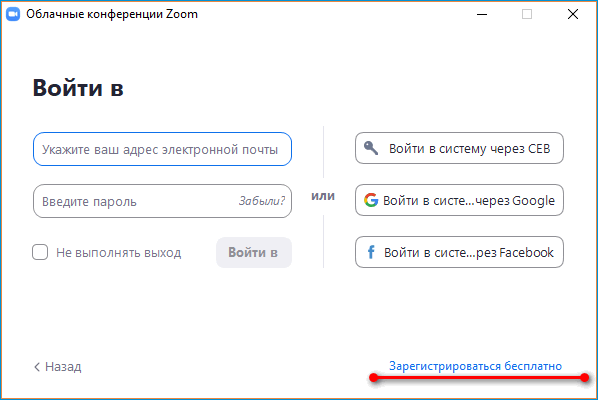 Облачные конференции Zoom
Войти в
Укажите ваш адрес электронной почты
Введите пароль
Забыли?
Не выполнять выход
Войти в
или
Войти в систему через СЕВ
Войти в систе...через Google
Войти в систе...рез Facebook
Назад
Зарегистрироваться бесплатно